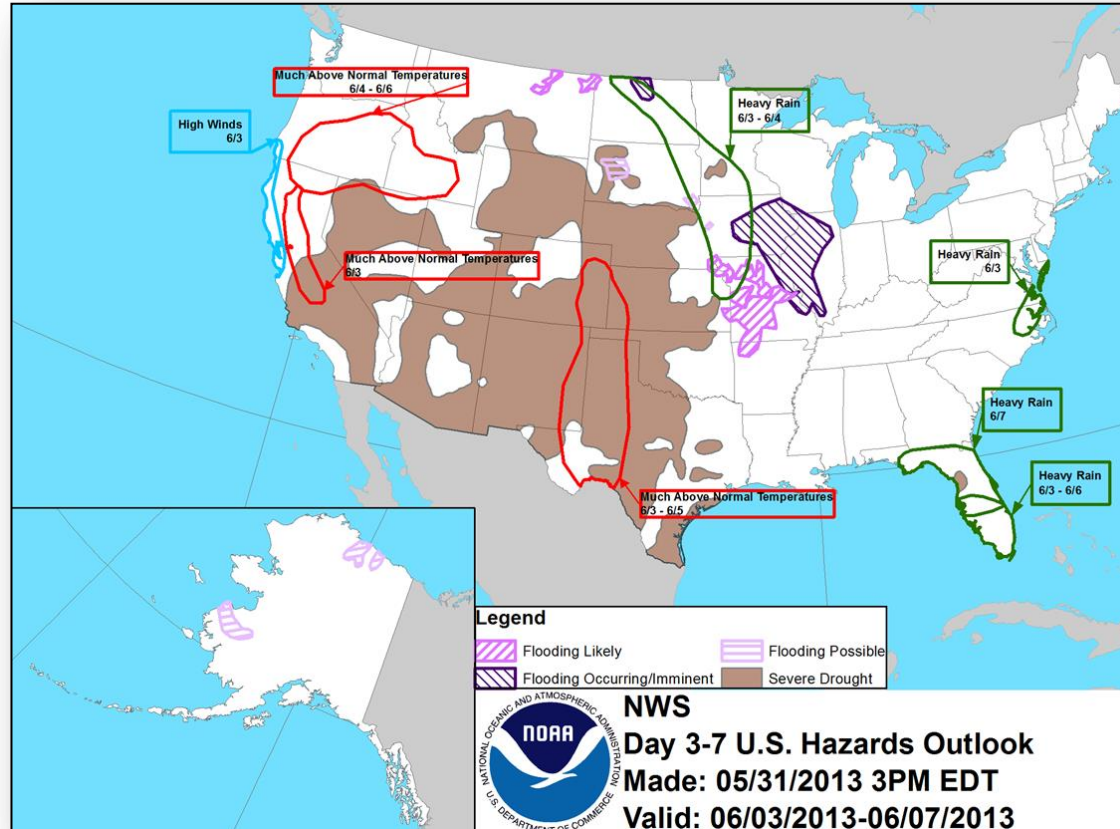 Much Above Normal Temperatures
6/4 - 6/6
High Winds
6/3
Heavy Rain
6/3 - 6/4
Much Above Normal Temperatures
6/3
Heavy Rain
6/3
Heavy Rain
6/7
Heavy Rain
6/3 - 6/6
Much Above Normal Temperatures
6/3 - 6/5
Legend
Flooding Likely
Flooding Possible
Flooding Occurring/Imminent
Severe Drought
NATIONAL OCEANIC AND ATMOSPHERIC ADMINISTRATION
NOAA
U.S. DEPARTMENT OF COMMERCE
NWS
Day 3-7 U.S. Hazards Outlook
Made: 05/31/2013 3PM EDT
Valid: 06/03/2013-06/07/2013